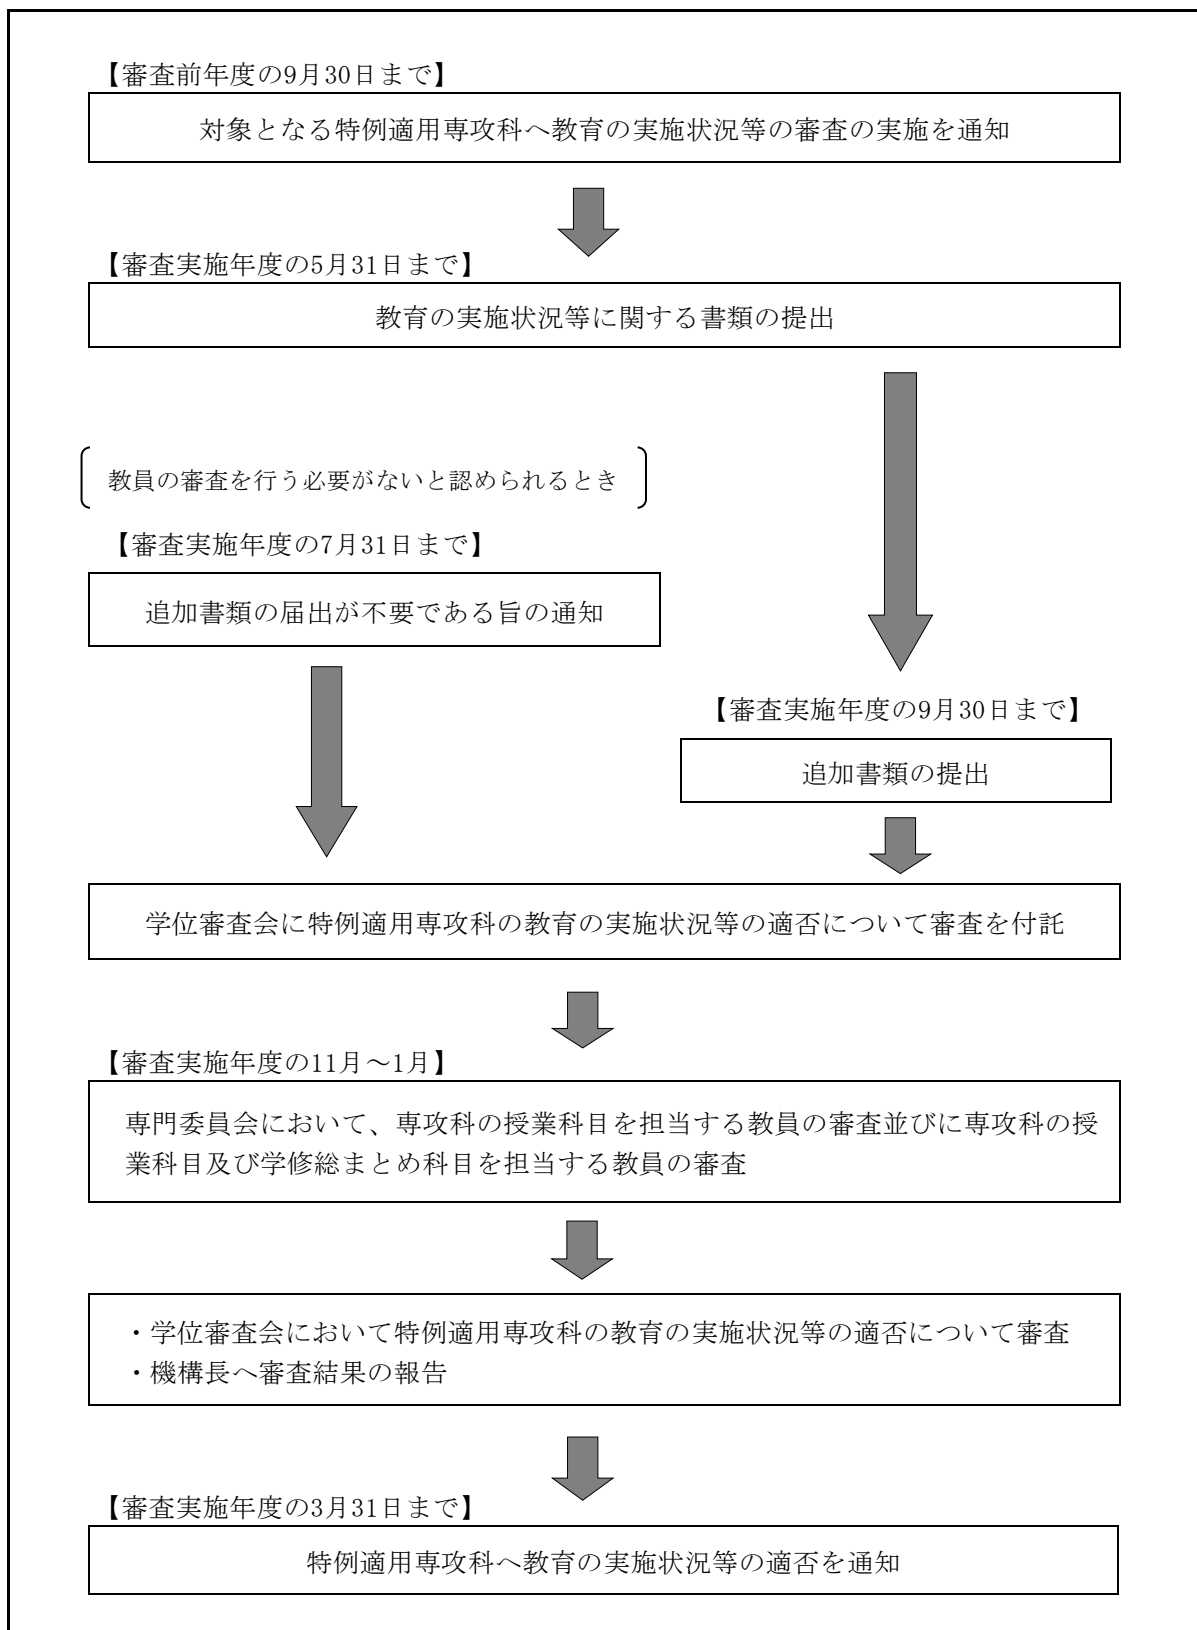 【審査前年度の9月30日まで】
対象となる特例適用専攻科へ教育の実施状況等の審査の実施を通知
【審査実施年度の5月31日まで】
教育の実施状況等に関する書類の提出
教員の審査を行う必要がないと認められるとき
【審査実施年度の7月31日まで】
追加書類の届出が不要である旨の通知
【審査実施年度の9月30日まで】
追加書類の提出
学位審査会に特例適用専攻科の教育の実施状況等の適否について審査を付託
【審査実施年度の11月～1月】
専門委員会において、専攻科の授業科目を担当する教員の審査並びに専攻科の授
業科目及び学修総まとめ科目を担当する教員の審査
・学位審査会において特例適用専攻科の教育の実施状況等の適否について審査
・機構長へ審査結果の報告
【審査実施年度の3月31日まで】
特例適用専攻科へ教育の実施状況等の適否を通知